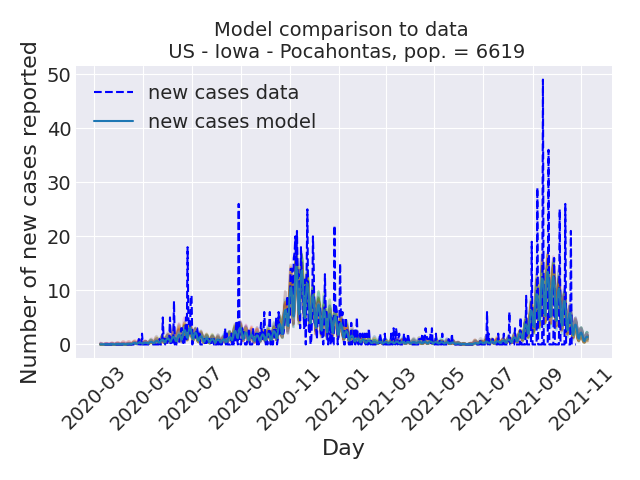 Model comparison to data
US - Iowa - Pocahontas, pop. = 6619
Number of new cases reported
50
40
30
20
10
0
new cases data
new cases model
2020-03
2020-05
2020-07
2020-09
2020-11
2021-01
2021-03
2021-05
2021-07
2021-09
2021-11
Day